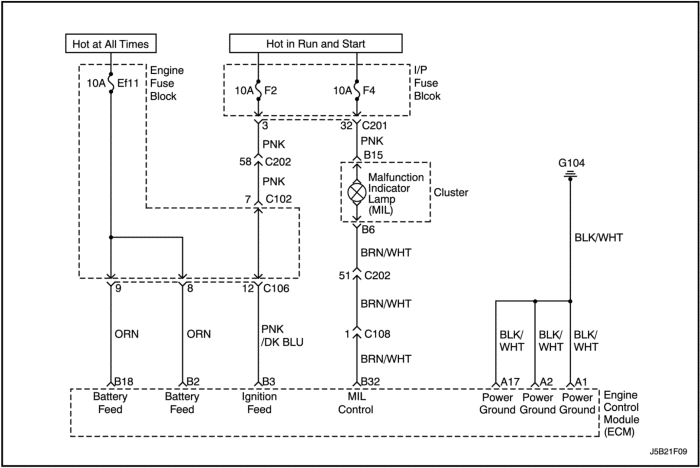 Hot at All Times
Hot in Run and Start
Engine
Fuse
Block
10A
Ef11
I/P
Fuse
Blcok
10A
F2
10A
F4
3
32
C201
PNK
PNK
58
C202
B15
G104
PNK
Malfunction
Indicator
Lamp
(MIL)
Cluster
7
C102
B6
BLK/WHT
BRN/WHT
51
C202
9
8
12
C106
BRN/WHT
ORN
ORN
PNK
/DK BLU
1
C108
BLK/
WHT
BLK/
WHT
BLK/
WHT
BRN/WHT
B18
B2
B3
B32
A17
A2
A1
Battery
Feed
Battery
Feed
Ignition
Feed
MIL
Control
Power
Ground
Power
Ground
Power
Ground
Engine
Control
Module
(ECM)
J5B21F09